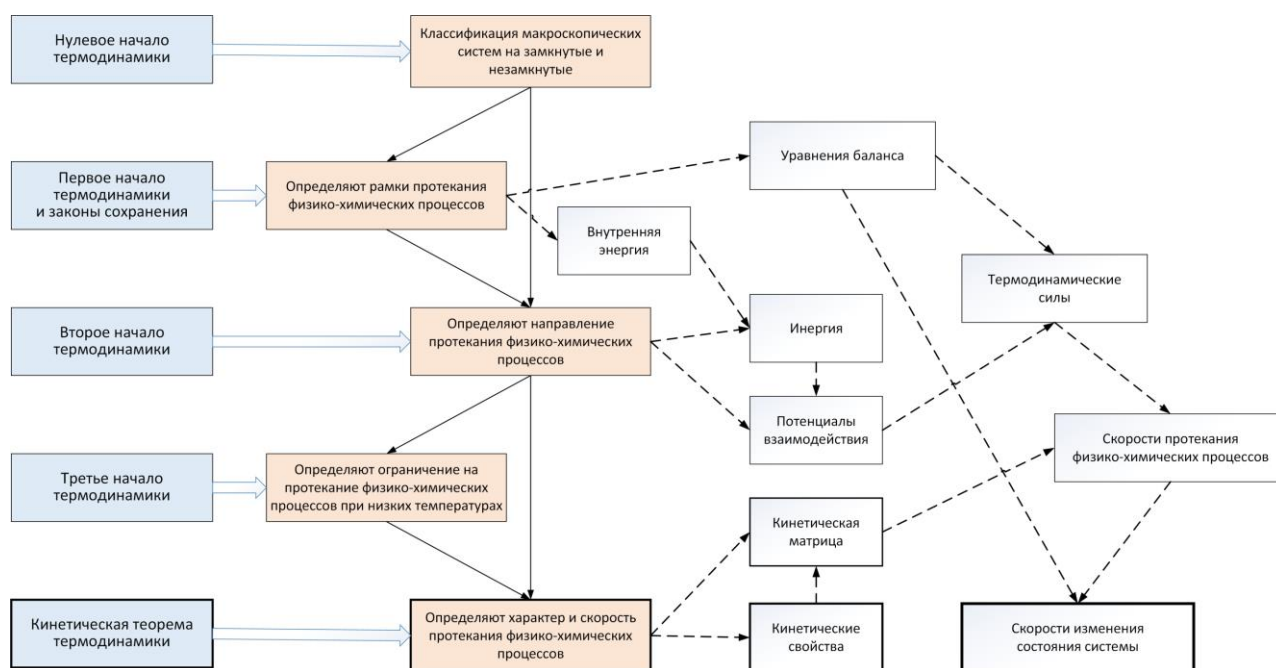 Нулевое начало
термодинамики
Классификация макроскопических
систем на замкнутые и
незамкнутые
Первое начало
термодинамики
и законы сохранения
Определяют рамки протекания
физико-химических процессов
Уравнения баланса
Внутренняя
энергия
Термодинамические
силы
Второе начало
термодинамики
Определяют направление
протекания физико-химических
процессов
Инергия
Потенциалы
взаимодействия
Скорости протекания
физико-химических процессов
Третье начало
термодинамики
Определяют ограничение на
протекание физико-химических
процессов при низких температурах
Кинетическая
матрица
Кинетическая теорема
термодинамики
Определяют характер и скорость
протекания физико-химических
процессов
Кинетические
свойства
Скорости изменения
состояния системы